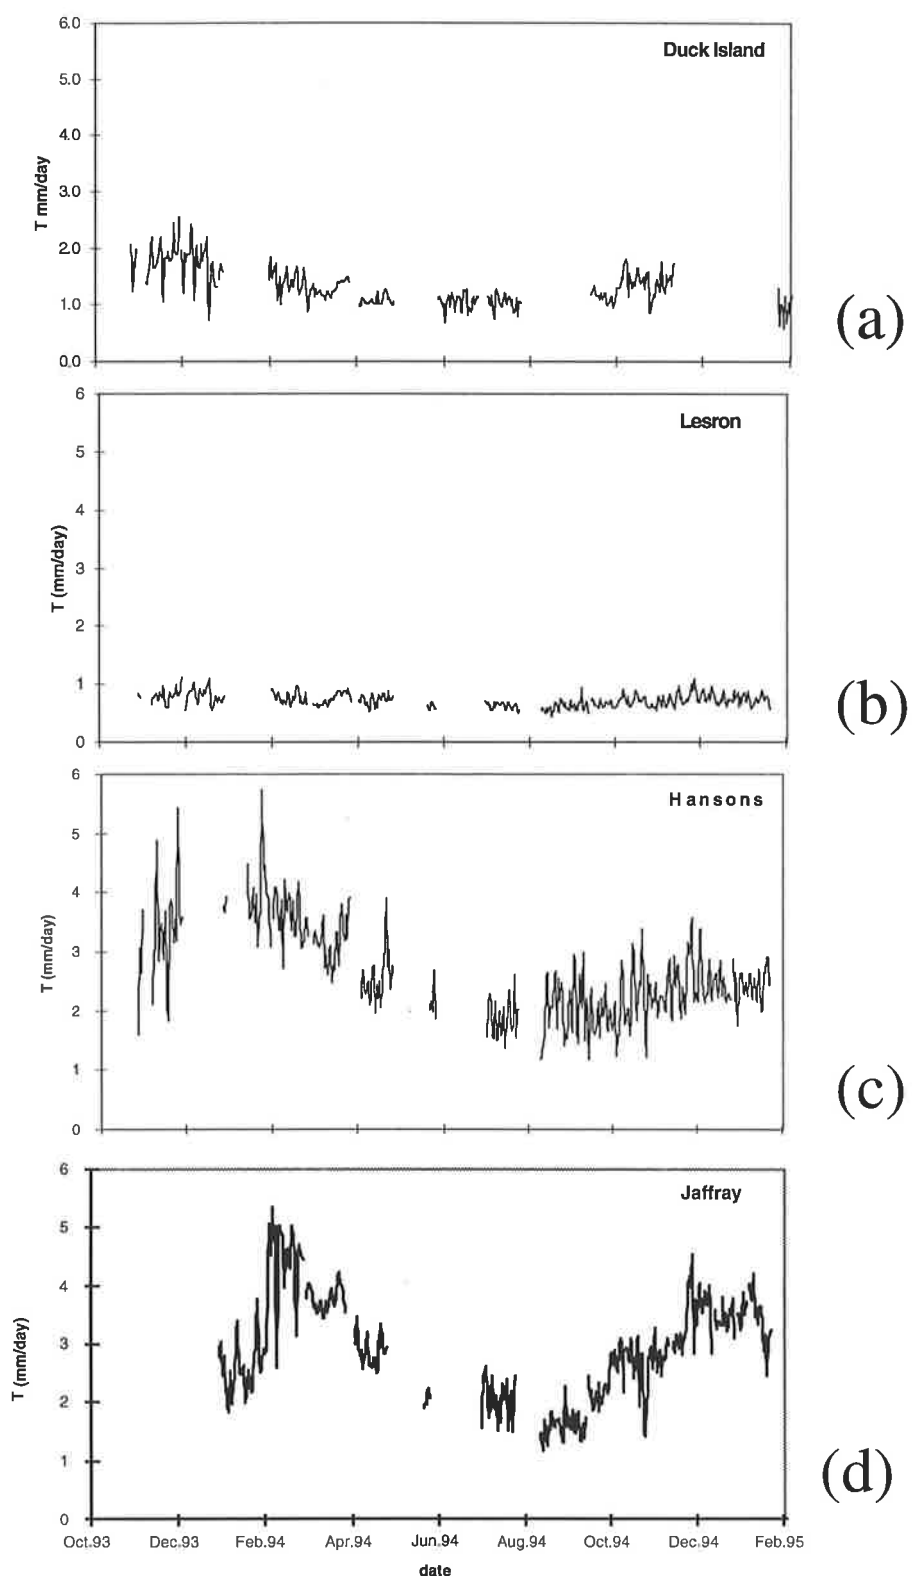 6.0
Duck Island
5.0
4.0
T mm/day
3.0
2.0
1.0
(a)
0.0
6
Lesron
5
4
T (mm/day)
3
2
1
(b)
0
6
Hansons
5
4
T (mm/day)
3
2
1
(c)
0
6
Jaffray
5
4
T (mm/day)
3
2
1
(d)
0
Oct.93 Dec.93 Feb.94 Apr.94 Jun.94 Aug.94 Oct.94 Dec.94 Feb.95
date